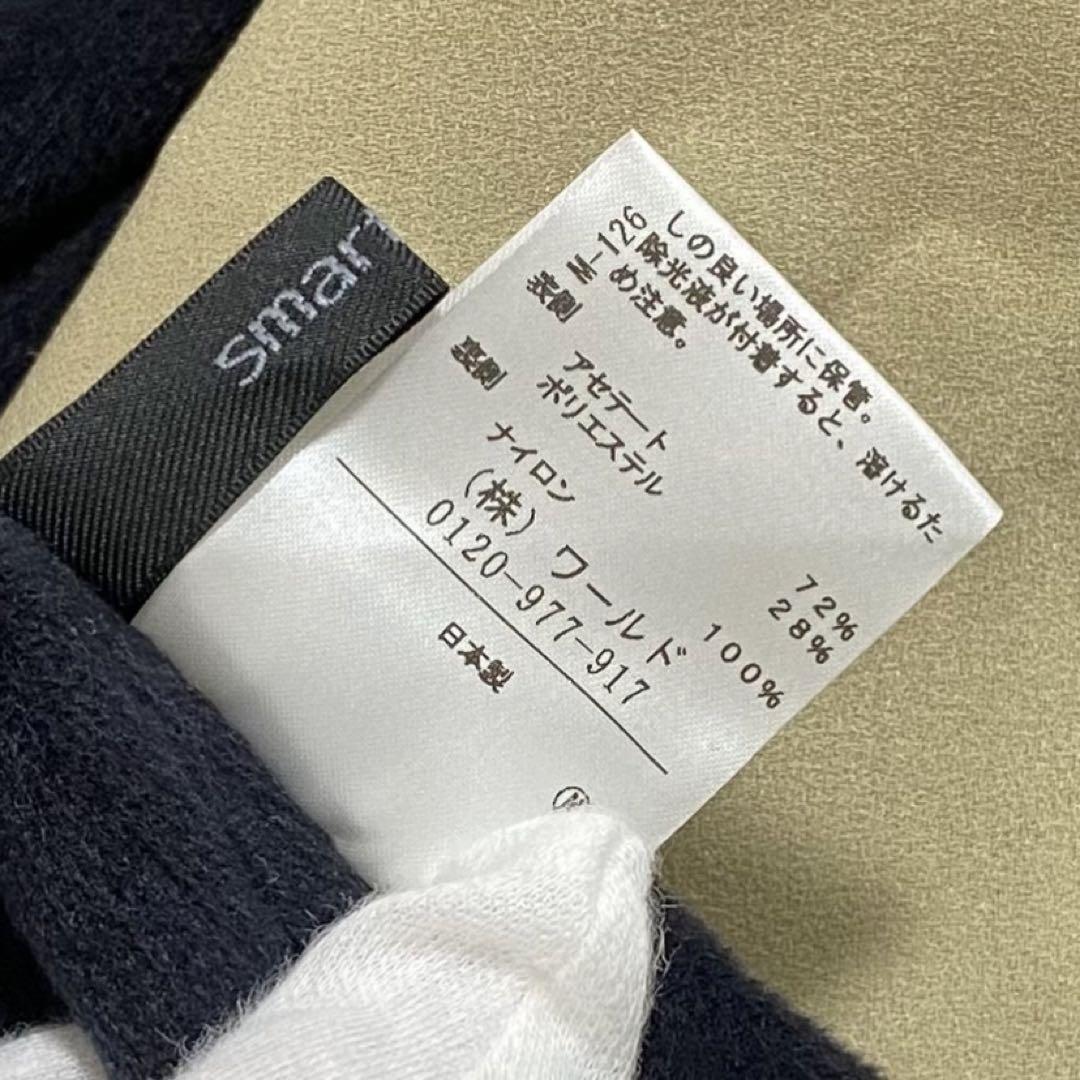 smart
しの良い場所に保管。
除光液が付着すると、溶けるた
め注意。
M-126
表側
アセテート 72%
ポリエステル 28%
裏側
ナイロン 100%
(株) ワールド
0120-977-917
日本製